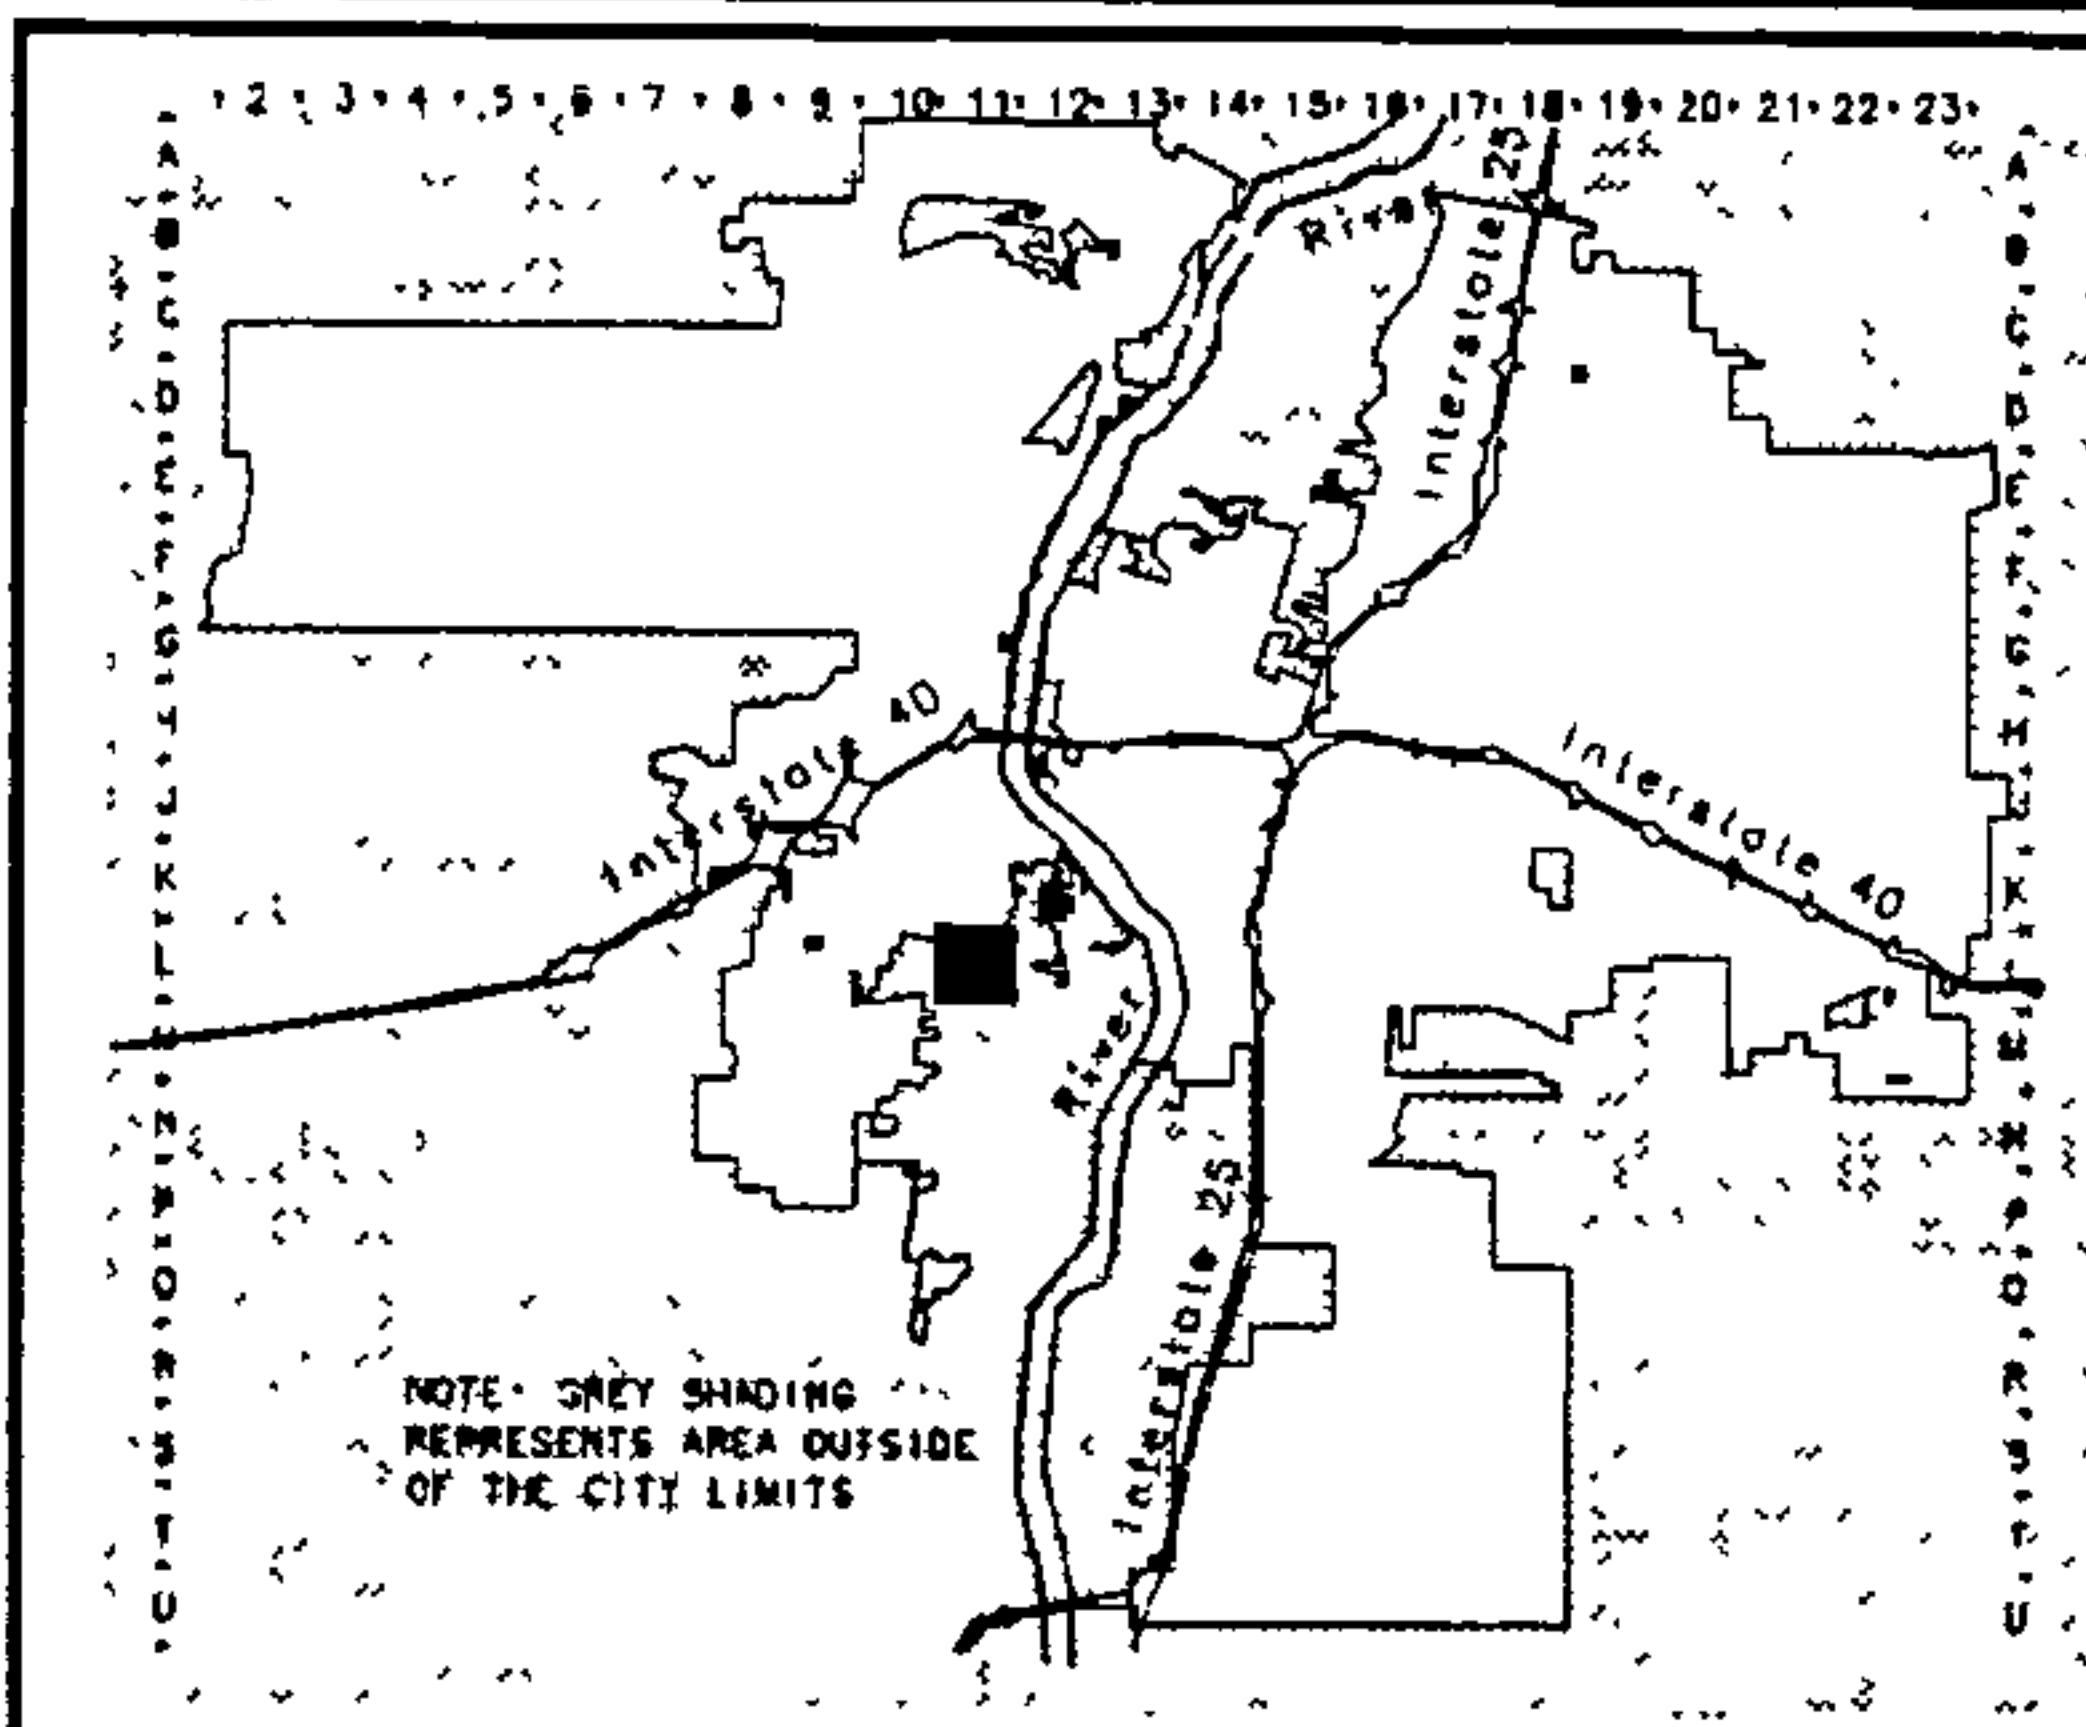 2 3 4 5 6 7 8 9 10 11 12 13 14 15 16 17 18 19 20 21 22 23
A
B
C
D
E
F
G
H
J
K
L
M
N
P
Q
R
S
T
U
A
B
C
D
E
F
G
H
J
K
L
M
N
P
Q
R
S
T
U
River
Interstate 25
Interstate 40
Interstate 40
River
Interstate 25
NOTE: GREY SHADING
REPRESENTS AREA OUTSIDE
OF THE CITY LIMITS